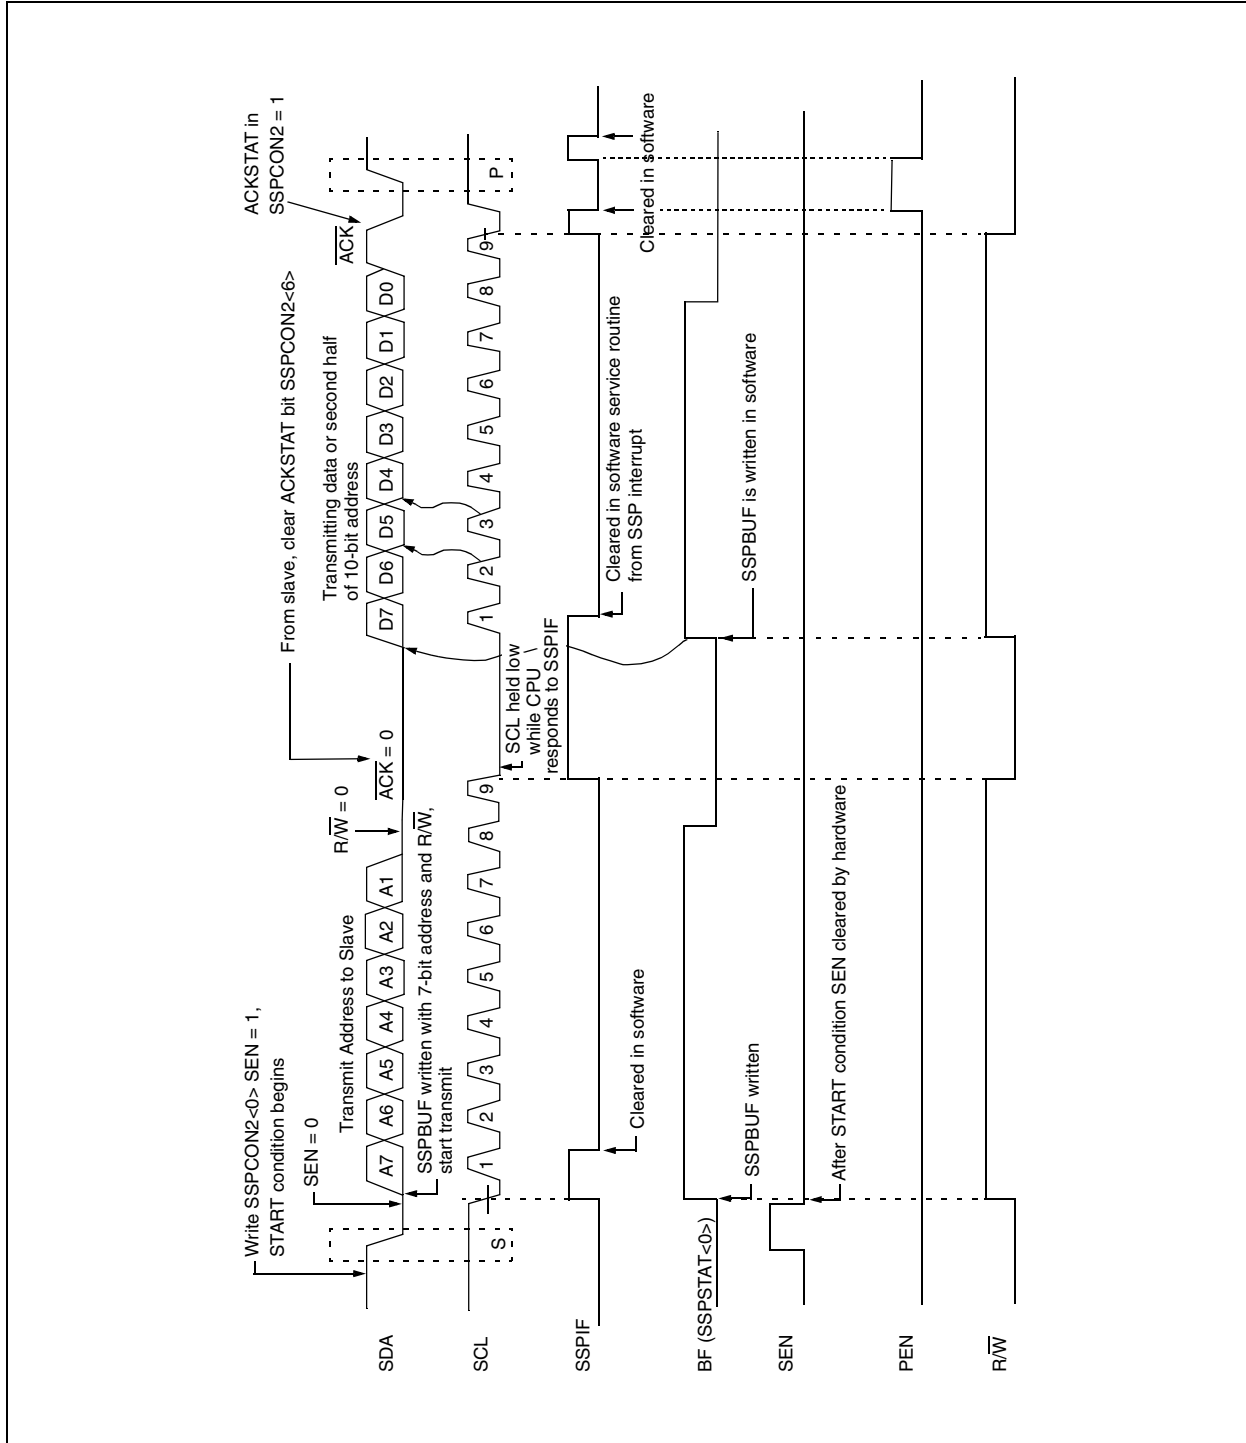 Write SSPCON2<0> SEN = 1,
START condition begins
From slave, clear ACKSTAT bit SSPCON2<6>
ACKSTAT in
SSPCON2 = 1
SEN = 0
Transmit Address to Slave
R/W = 0
Transmitting data or second half
of 10-bit address
ACK
SDA
A7 A6 A5 A4 A3 A2 A1
ACK = 0
D7 D6 D5 D4 D3 D2 D1 D0
SSPBUF written with 7-bit address and R/W,
start transmit
SCL
S
1 2 3 4 5 6 7 8 9
1 2 3 4 5 6 7 8 9
P
SCL held low
while CPU
responds to SSPIF
SSPIF
Cleared in software
Cleared in software service routine
from SSP interrupt
Cleared in software
BF (SSPSTAT<0>)
SSPBUF written
SSPBUF is written in software
SEN
After START condition SEN cleared by hardware
PEN
R/W